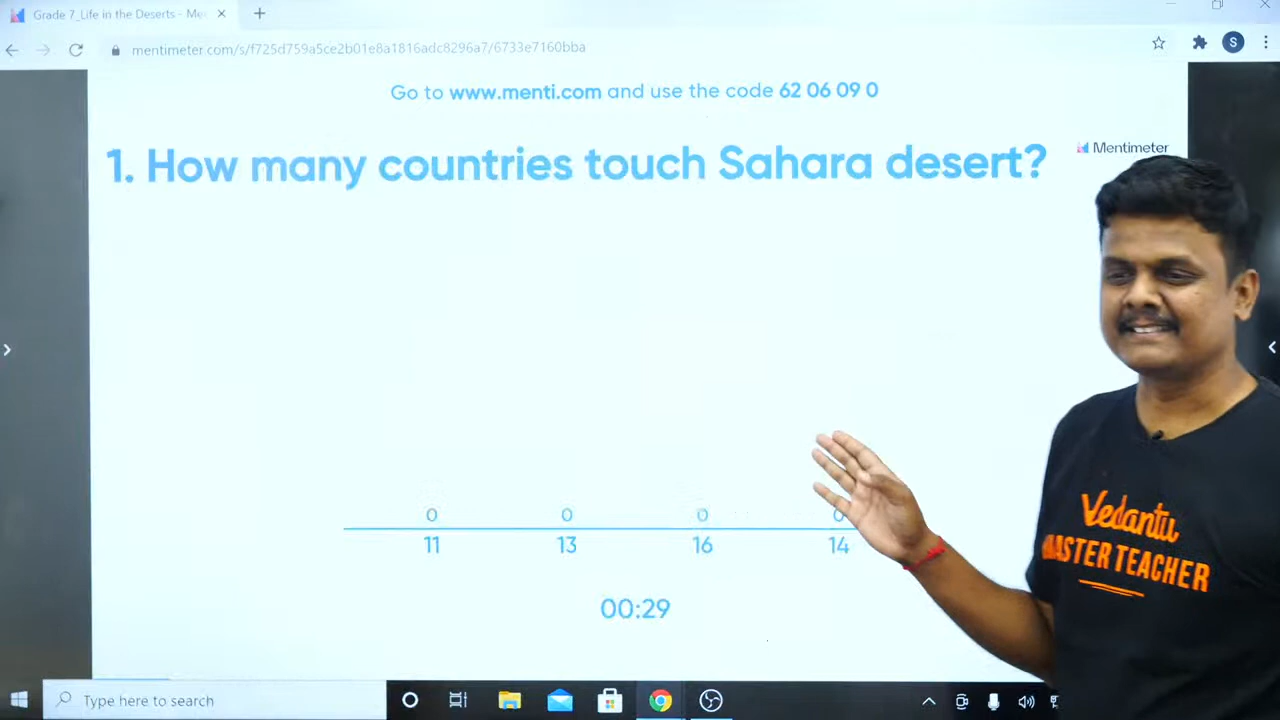 Grade 7_Life in the Deserts - Me
mentimeter.com/s/f725d759a5ce2b01e8a1816adc8296a7/6733e7160bba
S
Go to www.menti.com and use the code 62 06 09 0
1. How many countries touch Sahara desert?
Mentimeter
0 0 0 0
11 13 16 14
00:29
Vedantu
MASTER TEACHER
Type here to search